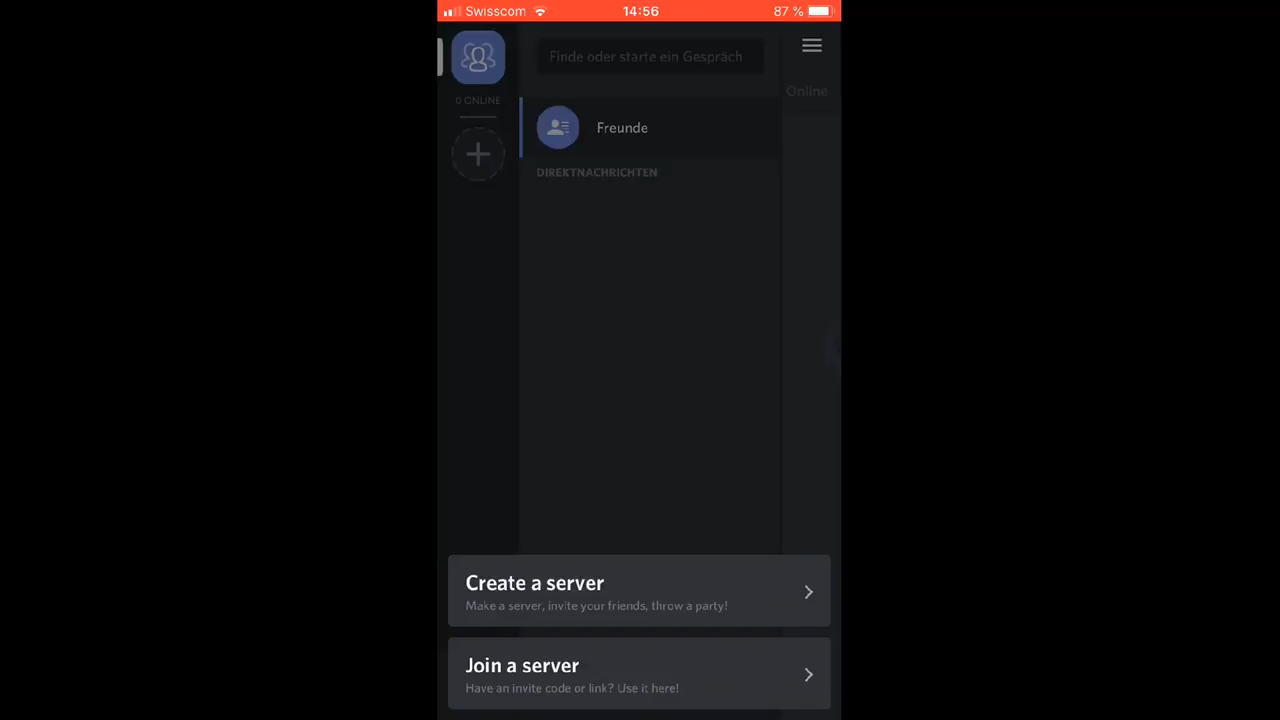 Swisscom 14:56 87 %
Finde oder starte ein Gespräch
0 ONLINE
Online
Freunde
DIREKTNACHRICHTEN
Create a server
Make a server, invite your friends, throw a party!
Join a server
Have an invite code or link? Use it here!